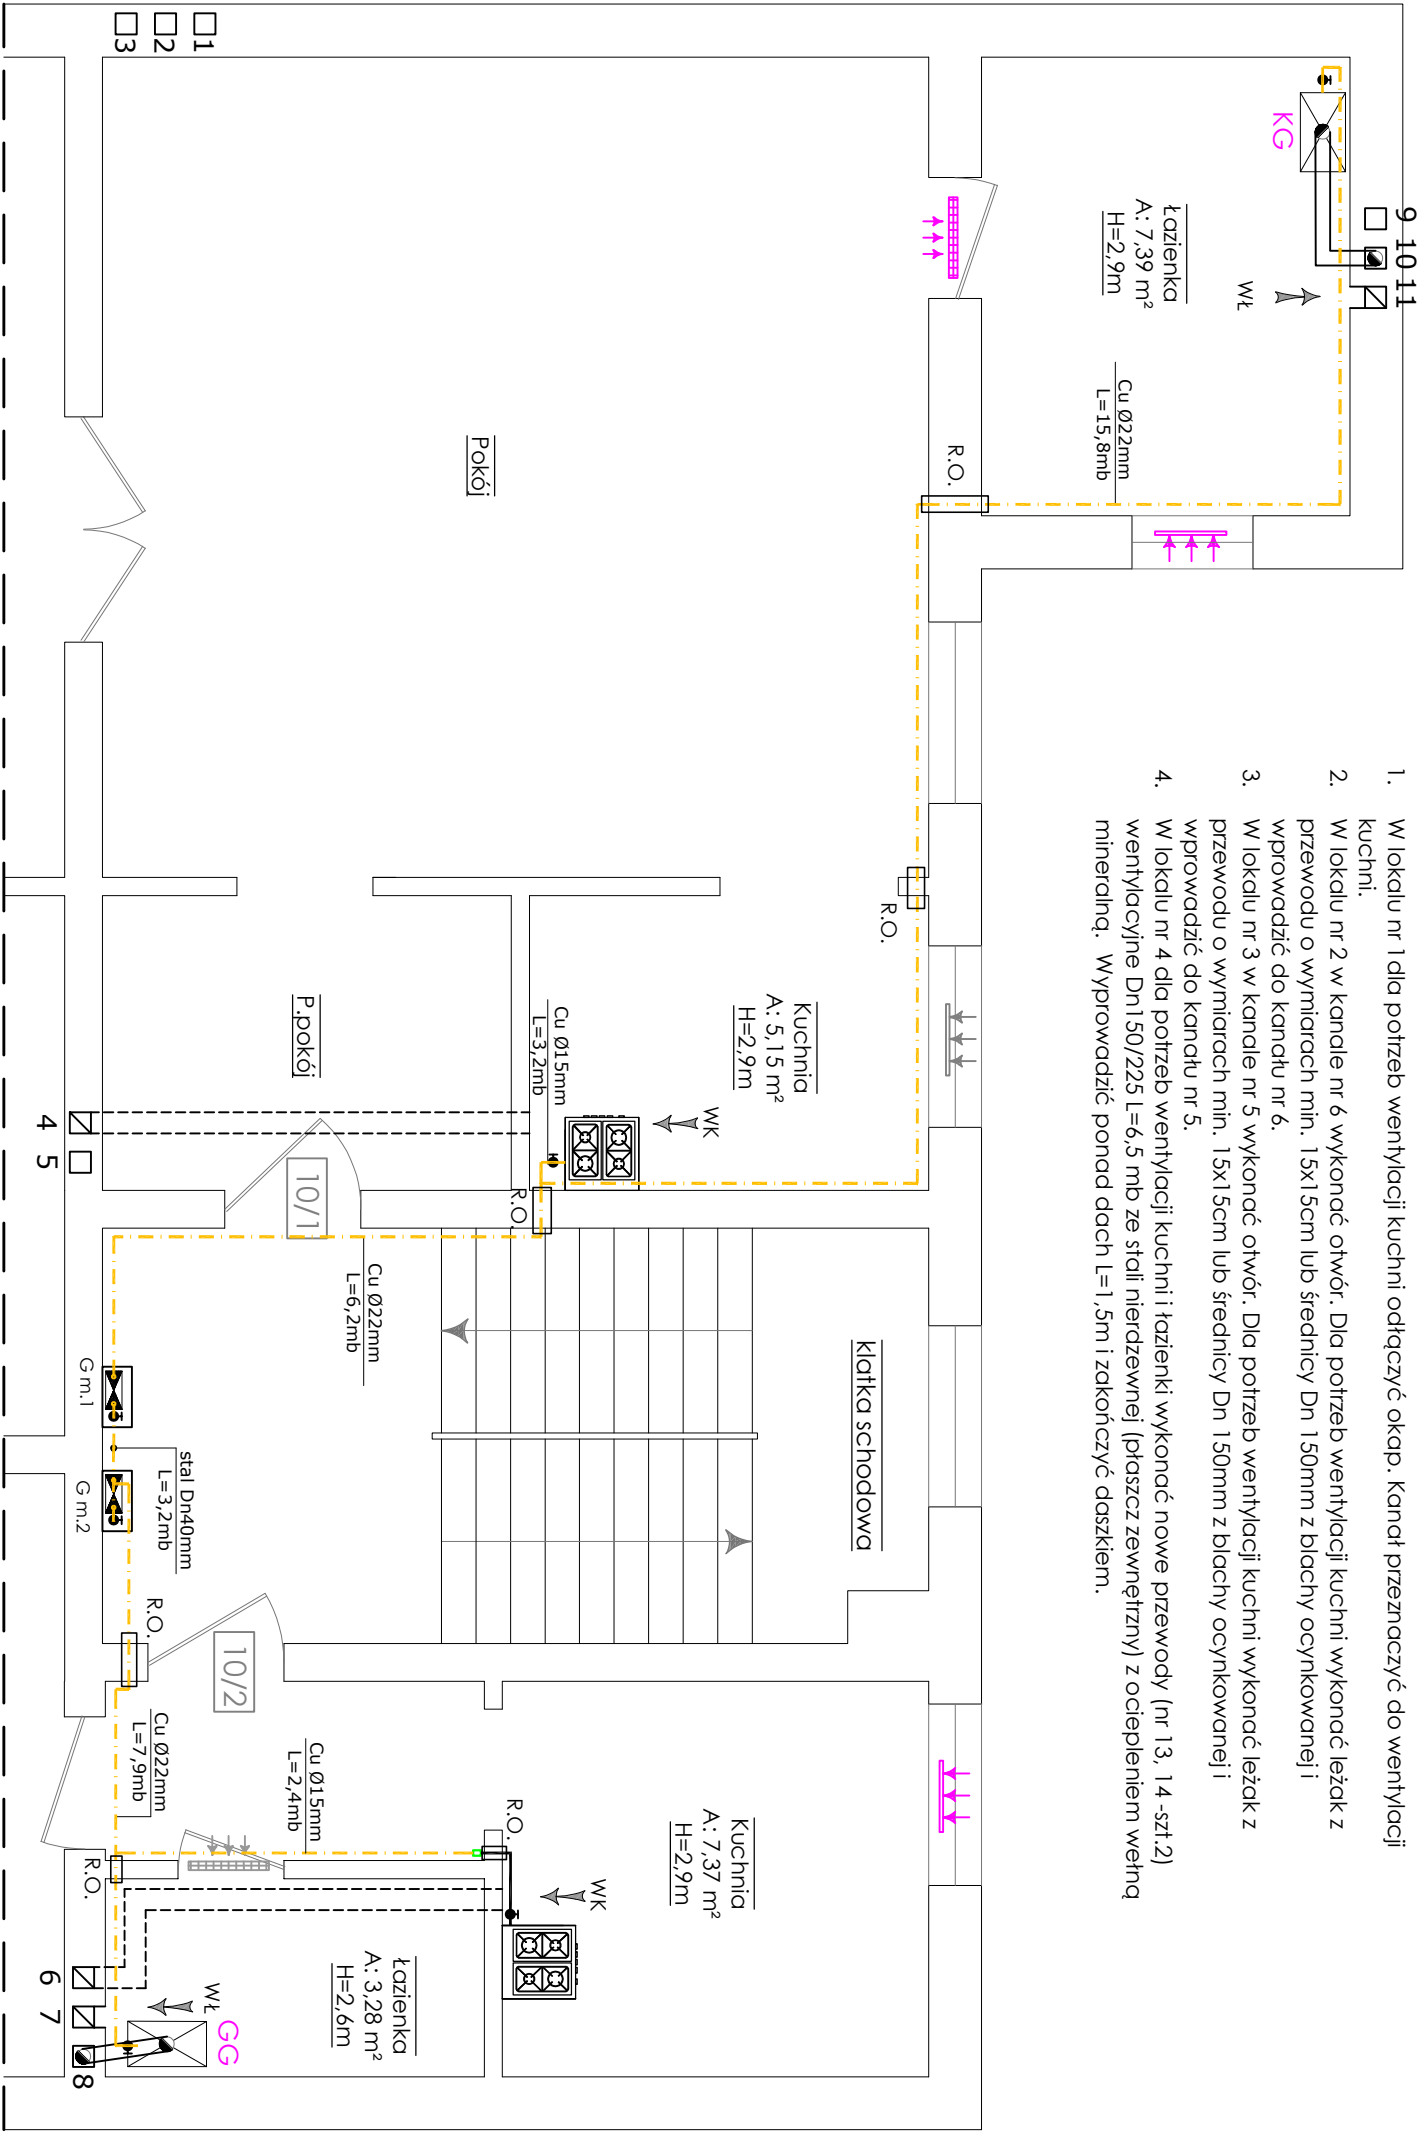 1. W lokalu nr 1dla potrzeb wentylacji kuchni odłączyć okap. Kanał przeznaczyć do wentylacji
kuchni.
2. W lokalu nr 2 w kanale nr 6 wykonać otwór. Dla potrzeb wentylacji kuchni wykonać leżak z
przewodu o wymiarach min. 15x15cm lub średnicy Dn 150mm z blachy ocynkowanej i
wprowadzić do kanału nr 6.
3. W lokalu nr 3 w kanale nr 5 wykonać otwór. Dla potrzeb wentylacji kuchni wykonać leżak z
przewodu o wymiarach min. 15x15cm lub średnicy Dn 150mm z blachy ocynkowanej i
wprowadzić do kanału nr 5.
4. W lokalu nr 4 dla potrzeb wentylacji kuchni i łazienki wykonać nowe przewody (nr 13, 14 -szt.2)
wentylacyjne Dn150/225 L=6,5 mb ze stali nierdzewnej (płaszcz zewnętrzny) z ociepleniem wełną
mineralną. Wyprowadzić ponad dach L=1,5m i zakończyć daszkiem.
9 10 11
KG
WŁ
Łazienka
A: 7,39 m²
H=2,9m
Cu Ø22mm
L=15,8mb
R.O.
1
2
3
Pokój
R.O.
Kuchnia
A: 5,15 m²
H=2,9m
WK
Cu Ø15mm
L=3,2mb
R.O.
P.pokój
4 5
10/1
Cu Ø22mm
L=6,2mb
klatka schodowa
G m.1
stal Dn40mm
L=3,2mb
G m.2
R.O.
10/2
Cu Ø22mm
L=7,9mb
Cu Ø15mm
L=2,4mb
R.O.
R.O.
Kuchnia
A: 7,37 m²
H=2,9m
WK
Łazienka
A: 3,28 m²
H=2,6m
WŁ
GG
6 7 8